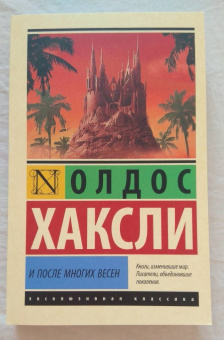 ОЛДОС
ХАКСЛИ
И ПОСЛЕ МНОГИХ ВЕСЕН
Книги, изменившие мир.
Писатели, объединившие
поколения.
ЭКСКЛЮЗИВНАЯ КЛАССИКА